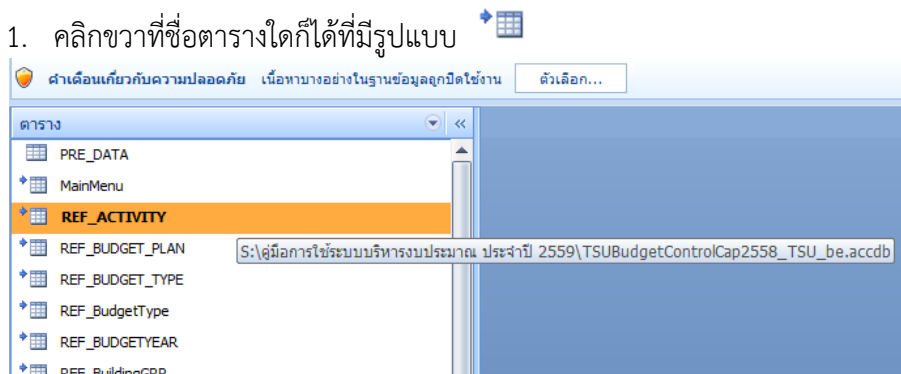 1. คลิกขวาที่ชื่อตารางใดก็ได้ที่มีรูปแบบ
คำเตือนเกี่ยวกับความปลอดภัย เนื้อหาบางอย่างในฐานข้อมูลถูกปิดใช้งาน ตัวเลือก...
ตาราง
PRE_DATA
MainMenu
REF_ACTIVITY
REF_BUDGET_PLAN
S:\คู่มือการใช้ระบบบริหารงบประมาณ ประจำปี 2559\TSUBudgetControlCap2558_TSU_be.accdb
REF_BUDGET_TYPE
REF_BudgetType
REF_BUDGETYEAR
REF_BuildingGRP